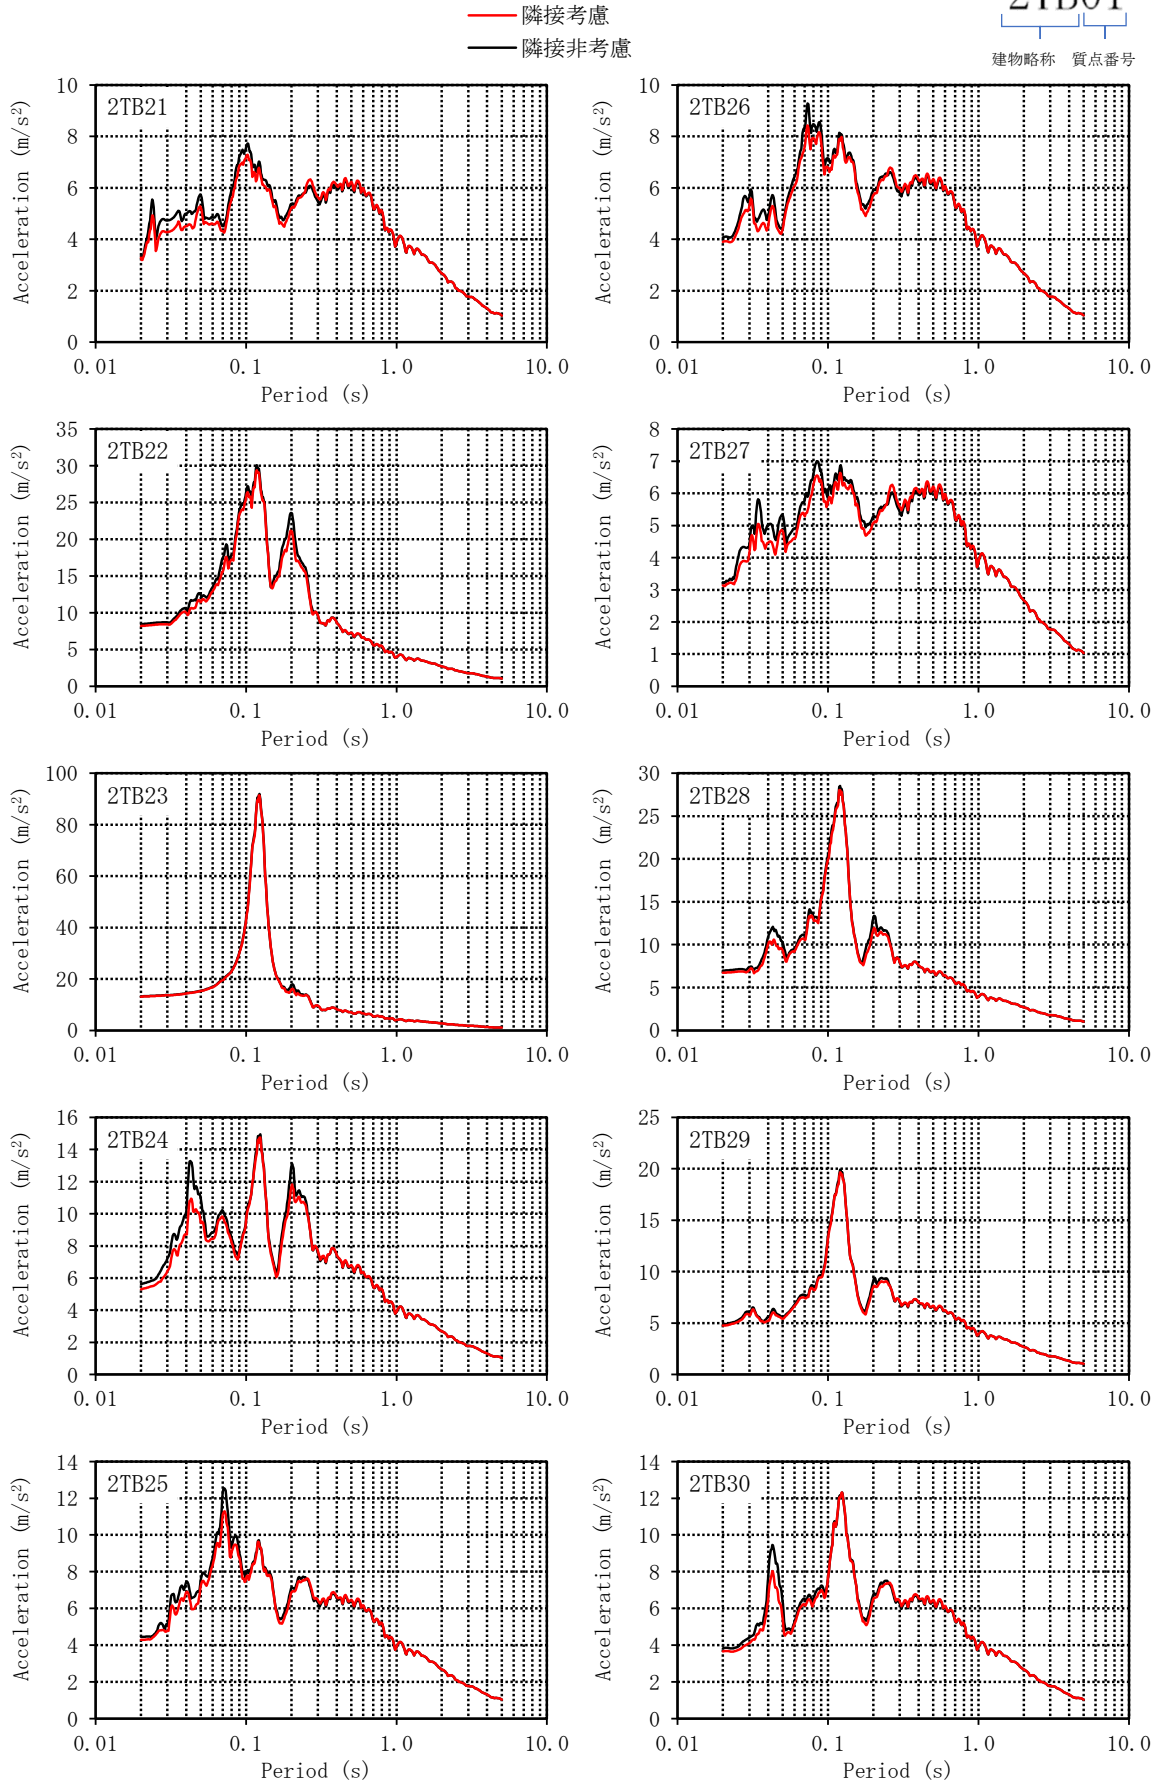 隣接考慮
隣接非考慮
2TB01
建物略称 質点番号
10 8 6 4 2 0
Acceleration (m/s²)
2TB21
0.01 0.1 1.0 10.0
Period (s)
10 8 6 4 2 0
Acceleration (m/s²)
2TB26
0.01 0.1 1.0 10.0
Period (s)
35 30 25 20 15 10 5 0
Acceleration (m/s²)
2TB22
0.01 0.1 1.0 10.0
Period (s)
8 7 6 5 4 3 2 1 0
Acceleration (m/s²)
2TB27
0.01 0.1 1.0 10.0
Period (s)
100 80 60 40 20 0
Acceleration (m/s²)
2TB23
0.01 0.1 1.0 10.0
Period (s)
30 25 20 15 10 5 0
Acceleration (m/s²)
2TB28
0.01 0.1 1.0 10.0
Period (s)
16 14 12 10 8 6 4 2 0
Acceleration (m/s²)
2TB24
0.01 0.1 1.0 10.0
Period (s)
25 20 15 10 5 0
Acceleration (m/s²)
2TB29
0.01 0.1 1.0 10.0
Period (s)
14 12 10 8 6 4 2 0
Acceleration (m/s²)
2TB25
0.01 0.1 1.0 10.0
Period (s)
14 12 10 8 6 4 2 0
Acceleration (m/s²)
2TB30
0.01 0.1 1.0 10.0
Period (s)